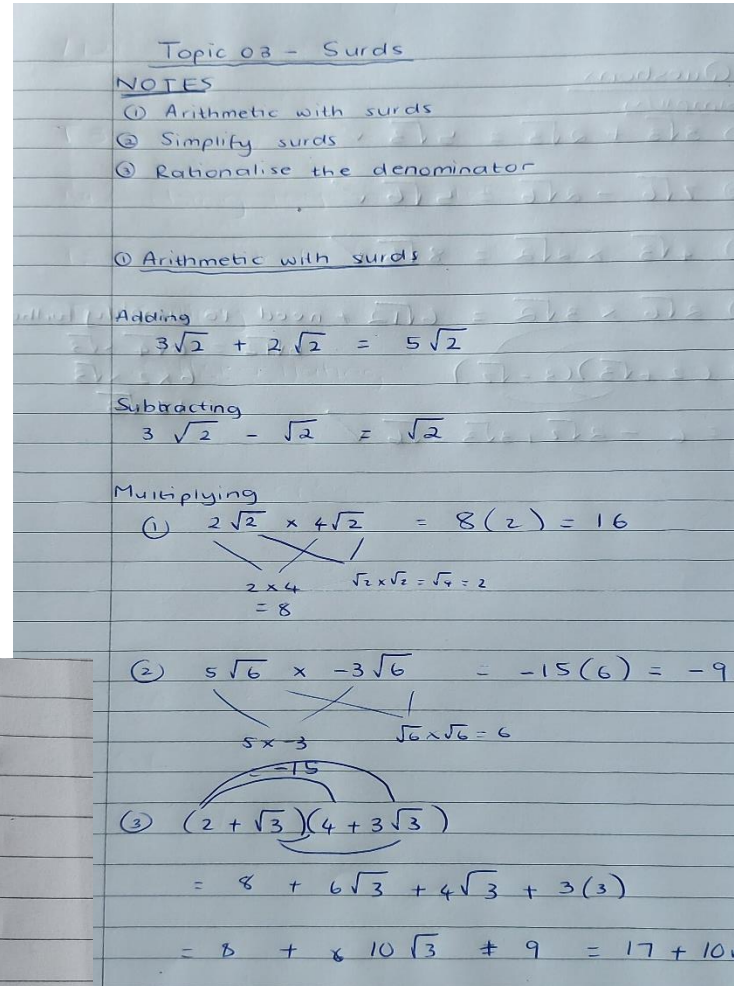 Topic 03 - Surds
NOTES
① Arithmetic with surds
② Simplify surds
③ Rationalise the denominator
① Arithmetic with surds
Adding
3√2 + 2√2 = 5√2
Subtracting
3√2 - √2 = √2
Multiplying
① 2√2 × 4√2 = 8(2) = 16
2×4 √2×√2 = √4 = 2
= 8
② 5√6 × -3√6 = -15(6) = -9
5×-3 √6×√6 = 6
= -15
③ (2 + √3)(4 + 3√3)
= 8 + 6√3 + 4√3 + 3(3)
= 8 + 10√3 + 9 = 17 + 10